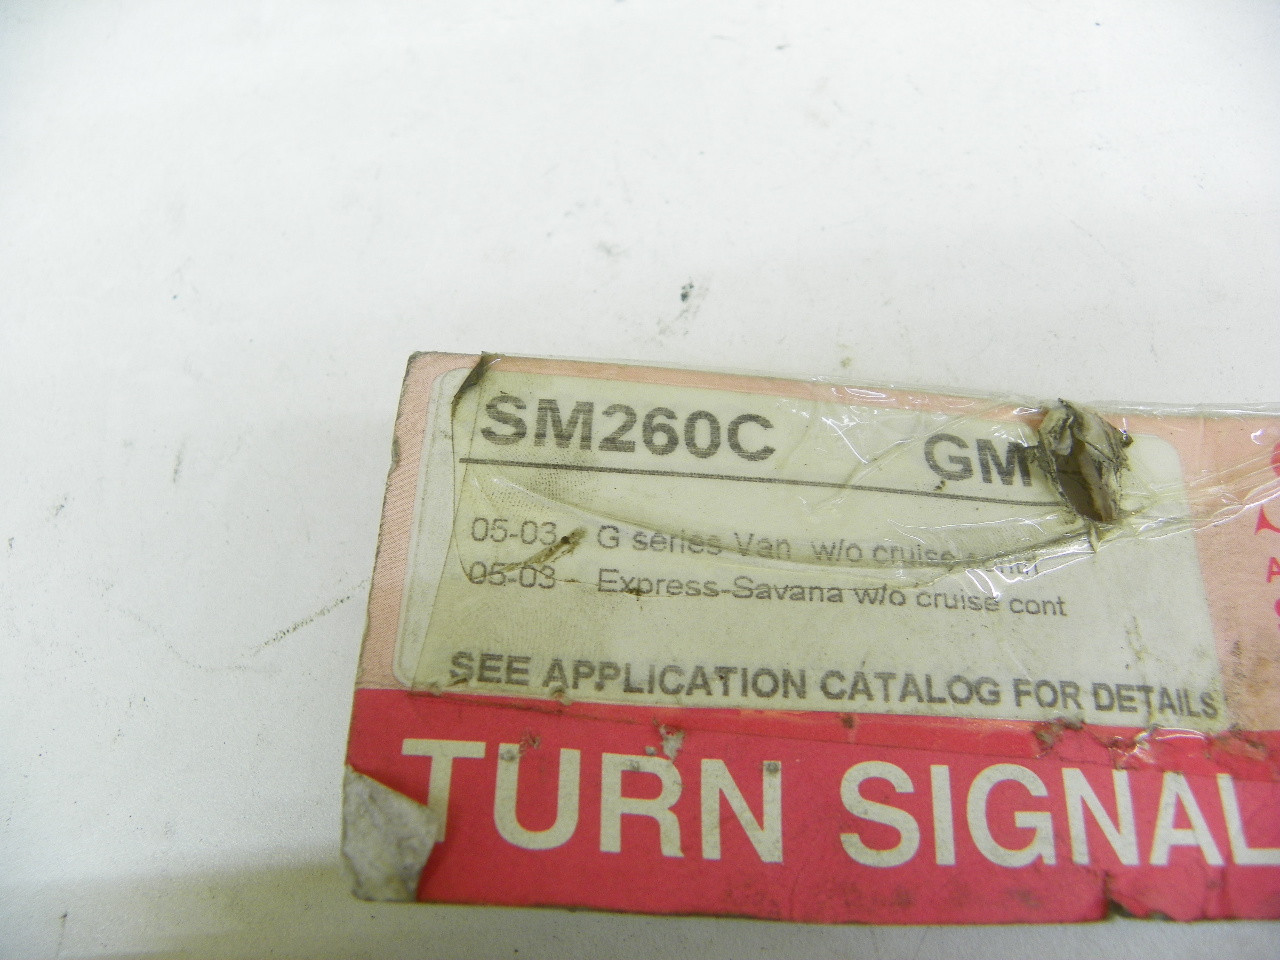 SM260C GM
05-03 G series Van w/o cruise contrl
05-03 Express-Savana w/o cruise cont
SEE APPLICATION CATALOG FOR DETAILS
TURN SIGNAL